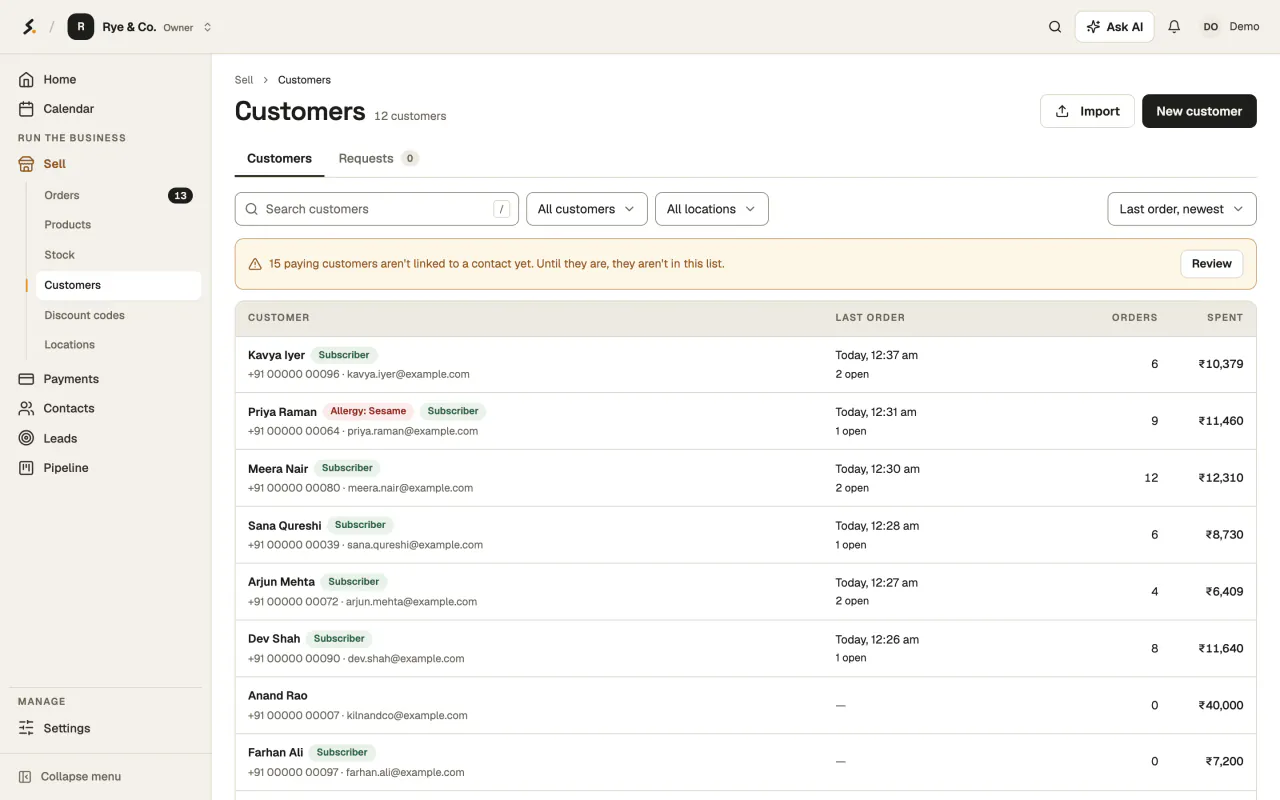 / R Rye & Co. Owner Ask AI DO Demo
Home
Calendar
RUN THE BUSINESS
Sell
Orders 13
Products
Stock
Customers
Discount codes
Locations
Payments
Contacts
Leads
Pipeline
MANAGE
Settings
Collapse menu
Sell > Customers
Customers 12 customers
Import New customer
Customers Requests 0
Search customers / All customers All locations Last order, newest
15 paying customers aren't linked to a contact yet. Until they are, they aren't in this list. Review
CUSTOMER LAST ORDER ORDERS SPENT
Kavya Iyer Subscriber Today, 12:37 am 6 ₹10,379
+91 00000 00096 · kavya.iyer@example.com 2 open
Priya Raman Allergy: Sesame Subscriber Today, 12:31 am 9 ₹11,460
+91 00000 00064 · priya.raman@example.com 1 open
Meera Nair Subscriber Today, 12:30 am 12 ₹12,310
+91 00000 00080 · meera.nair@example.com 2 open
Sana Qureshi Subscriber Today, 12:28 am 6 ₹8,730
+91 00000 00039 · sana.qureshi@example.com 1 open
Arjun Mehta Subscriber Today, 12:27 am 4 ₹6,409
+91 00000 00072 · arjun.mehta@example.com 2 open
Dev Shah Subscriber Today, 12:26 am 8 ₹11,640
+91 00000 00090 · dev.shah@example.com 1 open
Anand Rao — 0 ₹40,000
+91 00000 00007 · kilnandco@example.com
Farhan Ali Subscriber — 0 ₹7,200
+91 00000 00097 · farhan.ali@example.com